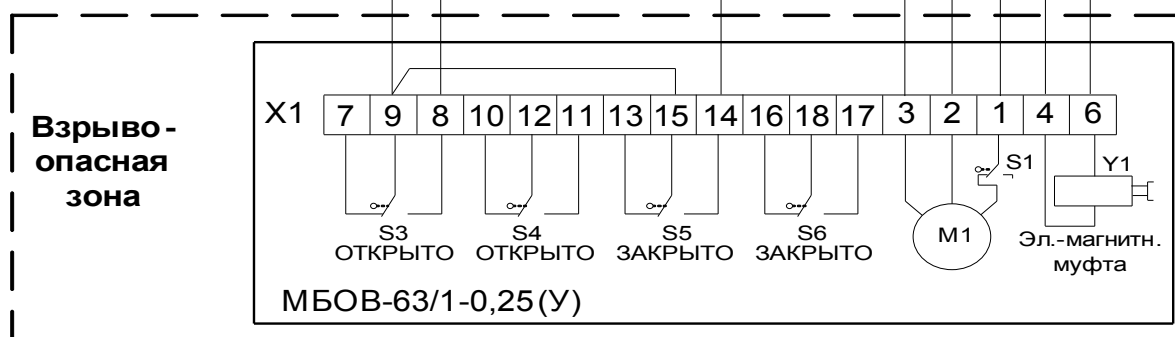 Взрыво-
опасная
зона
X1 7 9 8 10 12 11 13 15 14 16 18 17 3 2 1 4 6
S1 Y1
S3 S4 S5 S6 M1 Эл.-магнитн.
ОТКРЫТО ОТКРЫТО ЗАКРЫТО ЗАКРЫТО муфта
МБОВ-63/1-0,25(У)